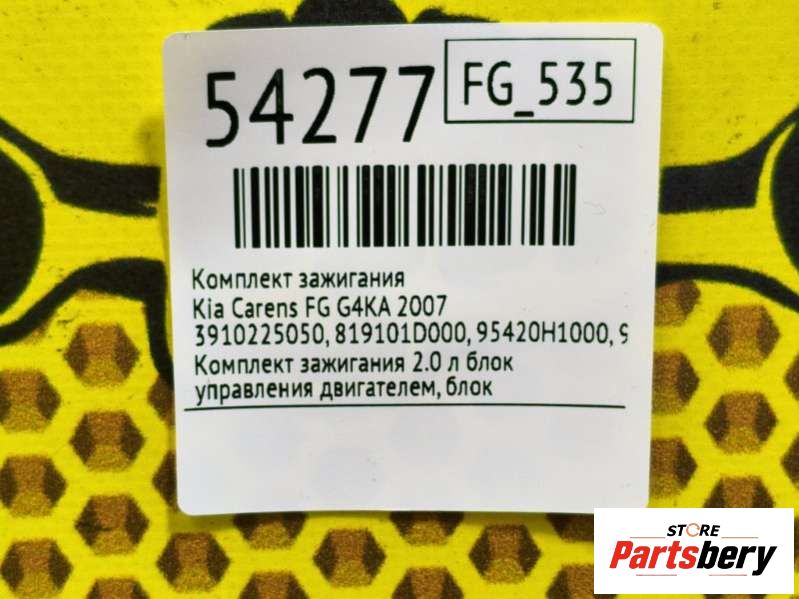 54277
FG_535
Комплект зажигания
Kia Carens FG G4KA 2007
3910225050, 819101D000, 95420H1000, 9
Комплект зажигания 2.0 л блок
управления двигателем, блок
STORE
Partsbery